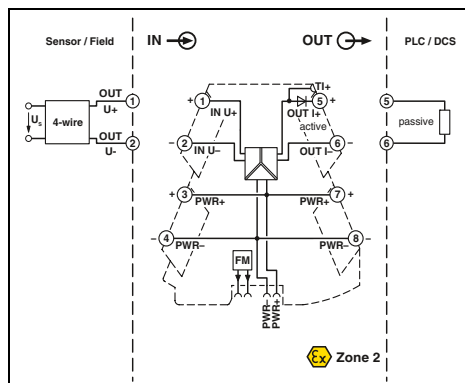 Sensor / Field
IN
OUT
PLC / DCS
OUT
U+
1
4-wire
Us
OUT
U-
2
+
1
IN U+
–
2
IN U–
+
3
PWR+
–
4
PWR–
TI+
5
+
OUT I+
active
6
–
OUT I–
7
+
PWR+
8
–
PWR–
5
passive
6
FM
PWR–
PWR+
Ex
Zone 2